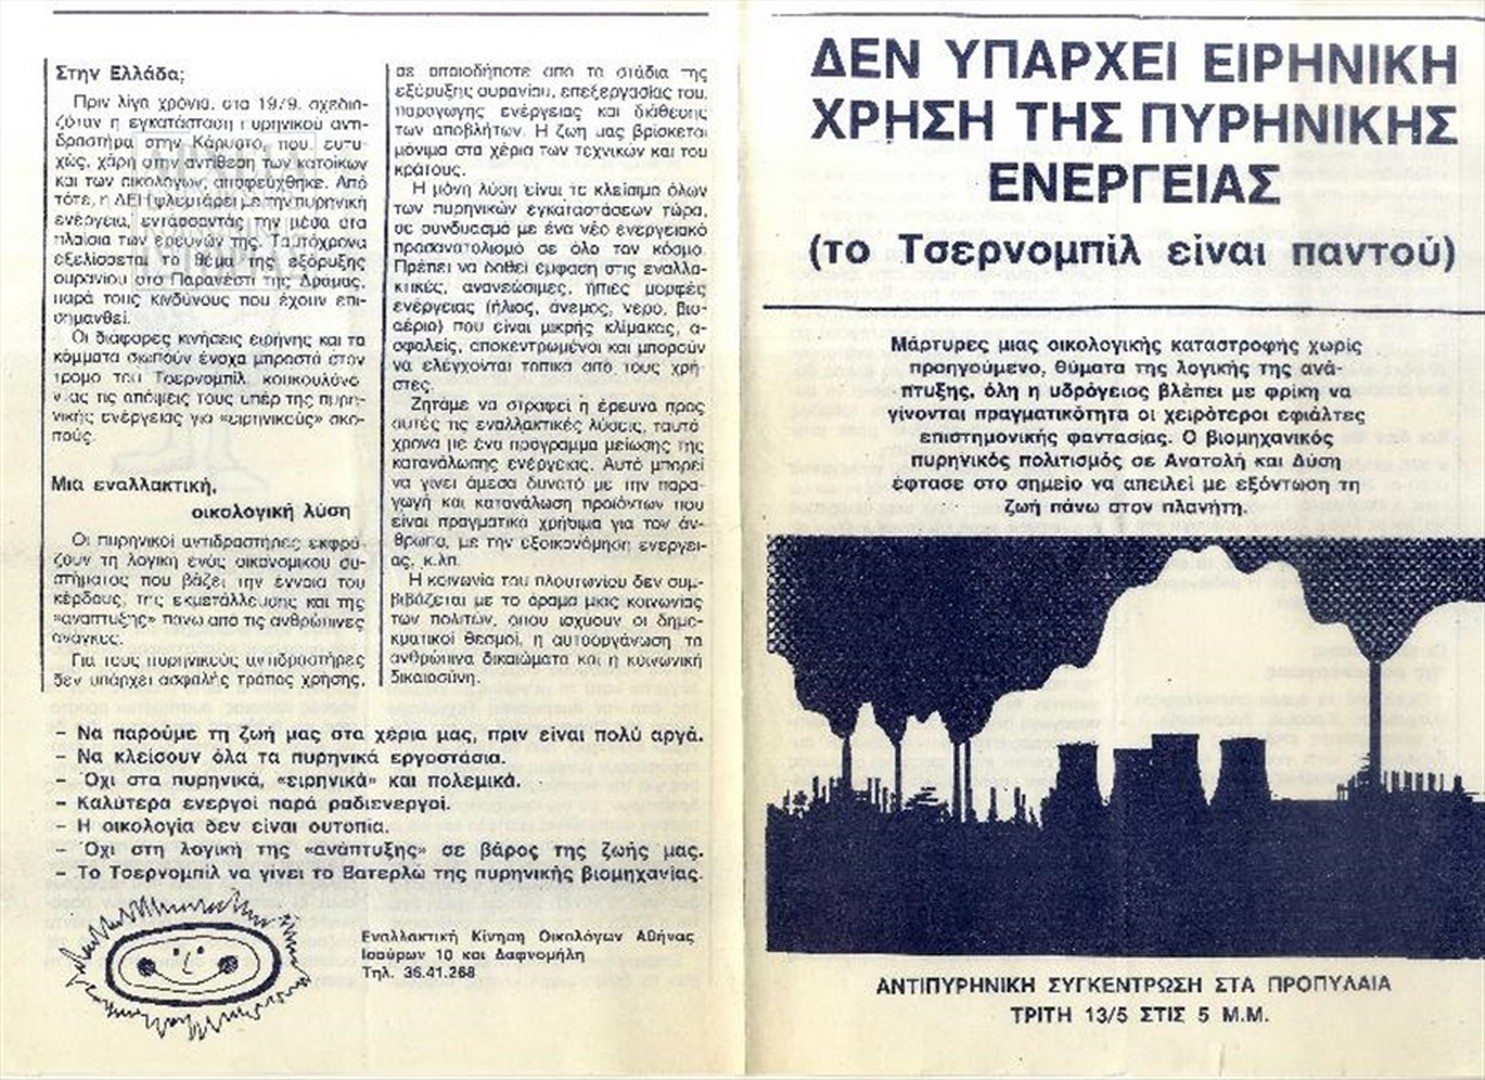 Στην Ελλάδα;
Πριν λίγα χρόνια, στα 1979, σχεδια-
ζόταν η εγκατάσταση πυρηνικού αντι-
δραστήρα στην Κάρυστο, που, ευτυ-
χώς, χάρη στην αντίθεση των κατοίκων
και των οικολόγων, αποφεύχθηκε. Από
τότε, η ΔΕΗ φλερτάρει με την πυρηνική
ενέργεια, εντάσσοντάς την μέσα στα
πλαίσια των ερευνών της. Ταυτόχρονα
εξελίσσεται το θέμα της εξόρυξης
ουρανίου στο Παρανέστι της Δράμας,
παρά τους κινδύνους που έχουν επι-
σημανθεί.
Οι διάφορες κινήσεις ειρήνης και τα
κόμματα σιωπούν ένοχα μπροστά στον
τρόμο του Τσερνομπίλ, κουκουλώνο-
ντας τις απόψεις τους υπέρ της πυρη-
νικής ενέργειας για «ειρηνικούς» σκο-
πούς.
Μια εναλλακτική,
οικολογική λύση
Οι πυρηνικοί αντιδραστήρες εκφρά-
ζουν τη λογική ενός οικονομικού συ-
στήματος που βάζει την έννοια του
κέρδους, της εκμετάλλευσης και της
«ανάπτυξης» πάνω από τις ανθρώπινες
ανάγκες.
Για τους πυρηνικούς αντιδραστήρες
δεν υπάρχει ασφαλής τρόπος χρήσης,
σε οποιοδήποτε από τα στάδια της
εξόρυξης ουρανίου, επεξεργασίας του,
παραγωγής ενέργειας και διάθεσης
των αποβλήτων. Η ζωή μας βρίσκεται
μόνιμα στα χέρια των τεχνικών και του
κράτους.
Η μόνη λύση είναι το κλείσιμο όλων
των πυρηνικών εγκαταστάσεων τώρα,
σε συνδυασμό με ένα νέο ενεργειακό
προσανατολισμό σε όλο τον κόσμο.
Πρέπει να δοθεί έμφαση στις εναλλα-
κτικές, ανανεώσιμες, ήπιες μορφές
ενέργειας (ήλιος, άνεμος, νερό, βιο-
αέριο) που είναι μικρής κλίμακας, α-
σφαλείς, αποκεντρωμένοι και μπορούν
να ελέγχονται τοπικά από τους χρή-
στες.
Ζητάμε να στραφεί η έρευνα προς
αυτές τις εναλλακτικές λύσεις, ταυτό-
χρονα με ένα πρόγραμμα μείωσης της
κατανάλωσης ενέργειας. Αυτό μπορεί
να γίνει άμεσα δυνατό με την παρα-
γωγή και κατανάλωση προϊόντων που
είναι πραγματικά χρήσιμα για τον άν-
θρωπο, με την εξοικονόμηση ενέργει-
ας, κ.λπ.
Η κοινωνία του πλουτωνίου δεν συμ-
βιβάζεται με το όραμα μιας κοινωνίας
των πολιτών, όπου ισχύουν οι δημο-
κρατικοί θεσμοί, η αυτοοργάνωση τα
ανθρώπινα δικαιώματα και η κοινωνική
δικαιοσύνη.
– Να παρούμε τη ζωή μας στα χέρια μας, πριν είναι πολύ αργά.
– Να κλείσουν όλα τα πυρηνικά εργοστάσια.
– Όχι στα πυρηνικά, «ειρηνικά» και πολεμικά.
– Καλύτερα ενεργοί παρά ραδιενεργοί.
– Η οικολογία δεν είναι ουτοπία.
– Όχι στη λογική της «ανάπτυξης» σε βάρος της ζωής μας.
– Το Τσερνομπίλ να γίνει το Βατερλώ της πυρηνικής βιομηχανίας.
Εναλλακτική Κίνηση Οικολόγων Αθήνας
Ισαύρων 10 και Δαφνομήλη
Τηλ. 36.41.268
ΔΕΝ ΥΠΑΡΧΕΙ ΕΙΡΗΝΙΚΗ
ΧΡΗΣΗ ΤΗΣ ΠΥΡΗΝΙΚΗΣ
ΕΝΕΡΓΕΙΑΣ
(το Τσερνομπίλ είναι παντού)
Μάρτυρες μιας οικολογικής καταστροφής χωρίς
προηγούμενο, θύματα της λογικής της ανά-
πτυξης, όλη η υδρόγειος βλέπει με φρίκη να
γίνονται πραγματικότητα οι χειρότεροι εφιάλτες
επιστημονικής φαντασίας. Ο βιομηχανικός
πυρηνικός πολιτισμός σε Ανατολή και Δύση
έφτασε στο σημείο να απειλεί με εξόντωση τη
ζωή πάνω στον πλανήτη.
ΑΝΤΙΠΥΡΗΝΙΚΗ ΣΥΓΚΕΝΤΡΩΣΗ ΣΤΑ ΠΡΟΠΥΛΑΙΑ
ΤΡΙΤΗ 13/5 ΣΤΙΣ 5 Μ.Μ.